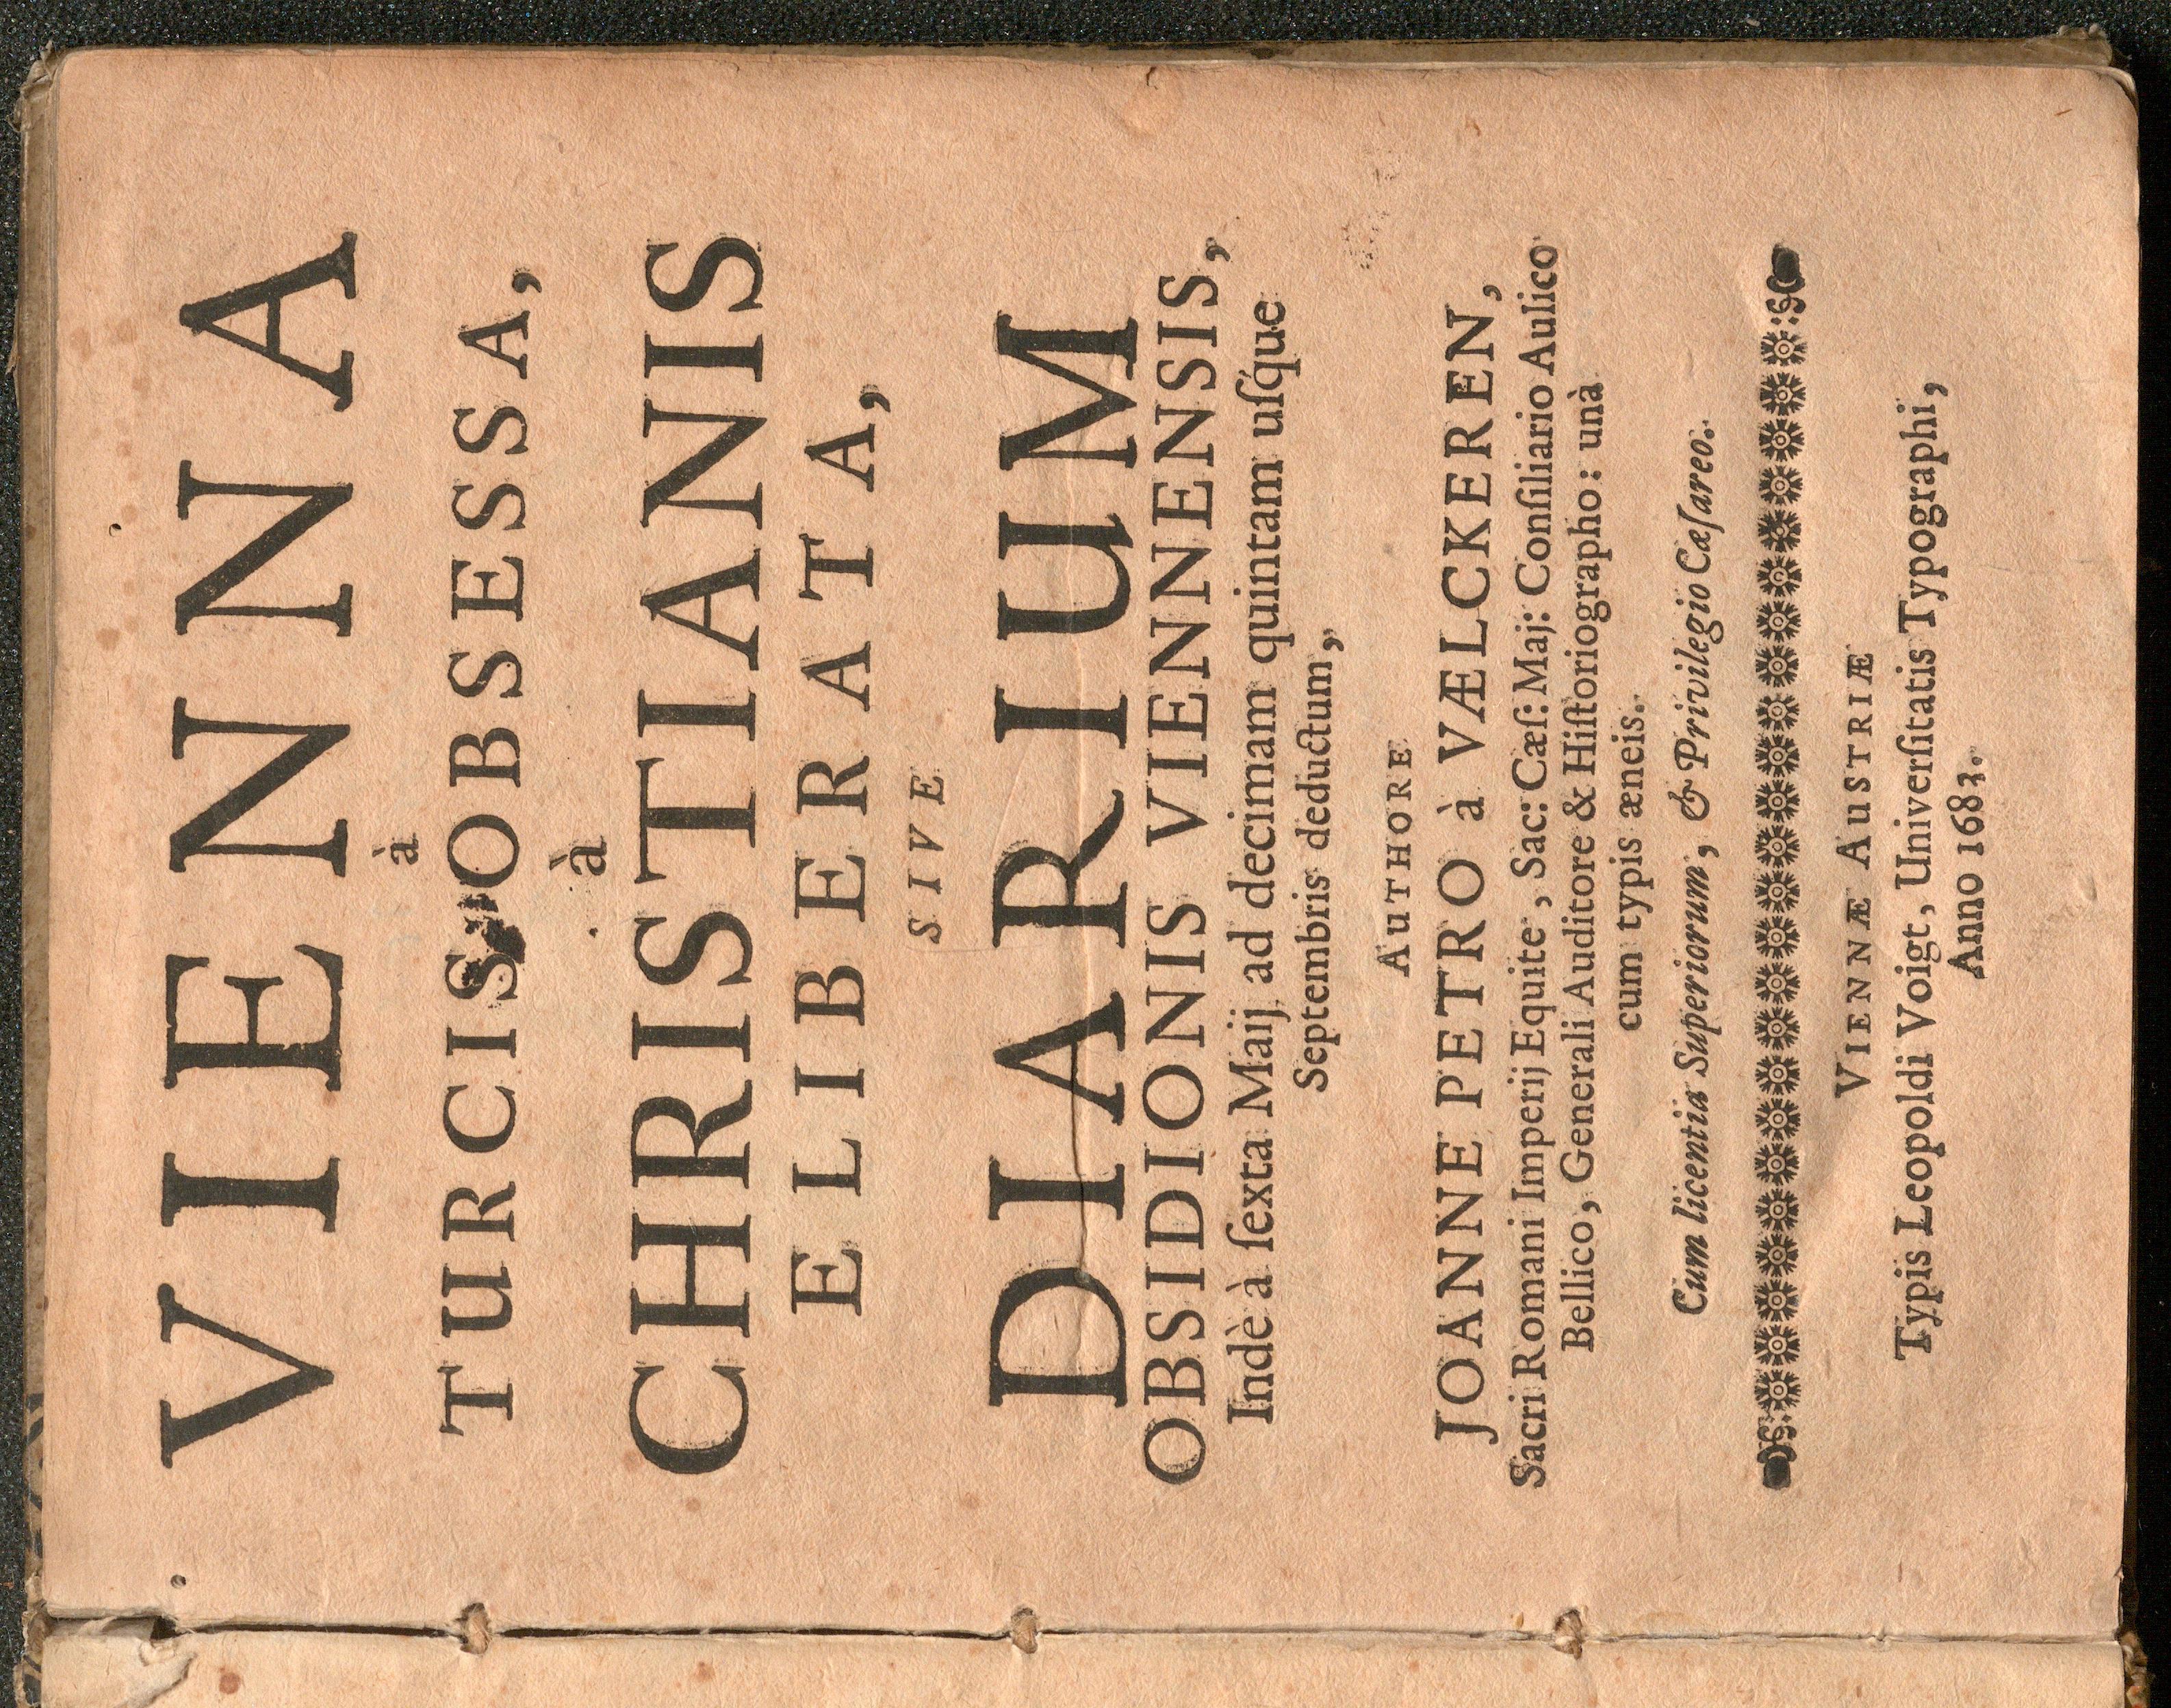 VIENNA
à
TURCIS OBSESSA,
à
CHRISTIANIS
ELIBERATA,
SIVE
DIARIUM
OBSIDIONIS VIENNENSIS,
Indè à ſexta Maij ad decimam quintam uſque
Septembris deductum,
AUTHORE
JOANNE PETRO à VÆLCKEREN,
Sacri Romani Imperij Equite, Sac: Cæſ: Maj: Conſiliario Aulico
Bellico, Generali Auditore & Hiſtoriographo: unà
cum typis æneis.
Cum licentia Superiorum, & Privilegio Cæſareo.
VIENNÆ AUSTRIÆ
Typis Leopoldi Voigt, Univerſitatis Typographi,
Anno 1683.